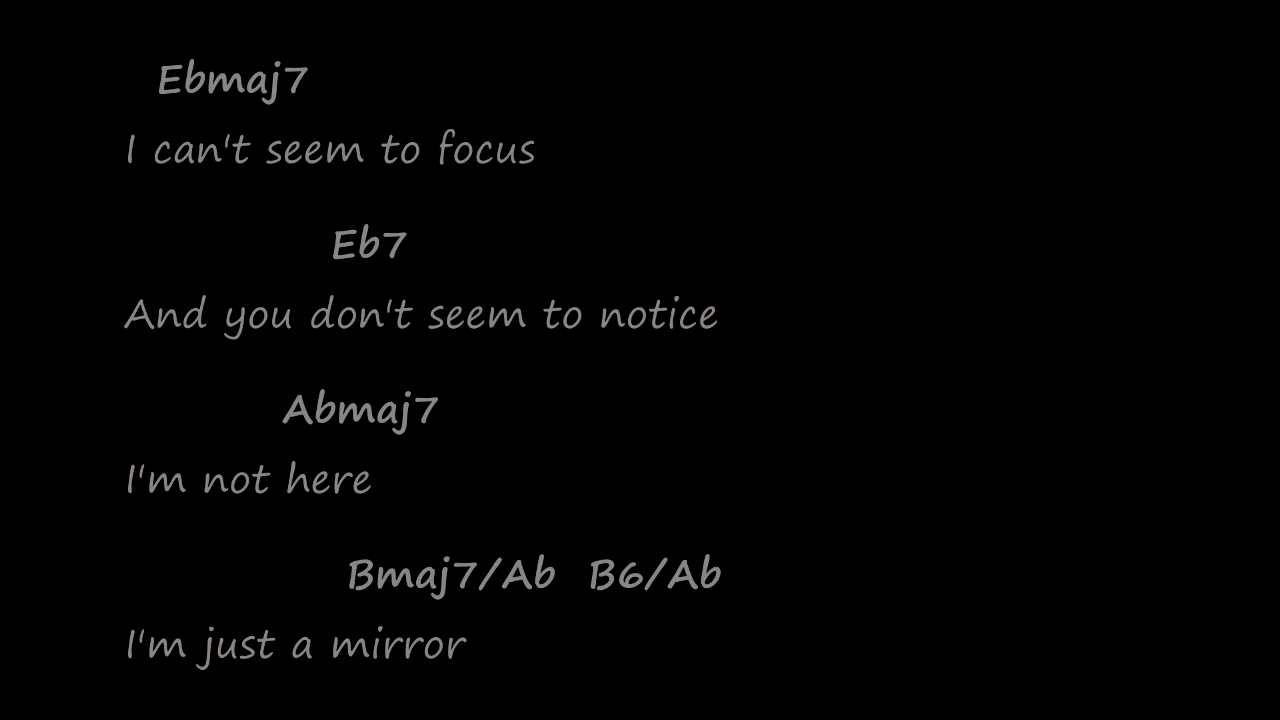 Ebmaj7
I can't seem to focus
Eb7
And you don't seem to notice
Abmaj7
I'm not here
Bmaj7/Ab  B6/Ab
I'm just a mirror